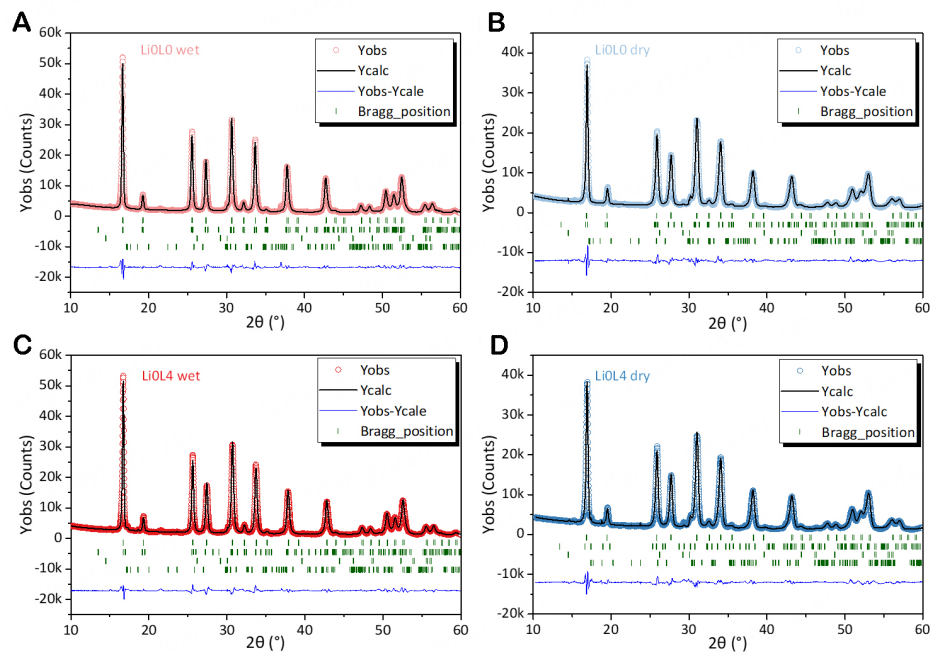 A
Li0L0 wet
Yobs
Ycalc
Yobs-Ycale
Bragg_position
60k
50k
40k
30k
20k
10k
0
-10k
-20k
Yobs (Counts)
10 20 30 40 50 60
2θ (°)
B
Li0L0 dry
Yobs
Ycalc
Yobs-Ycale
Bragg_position
40k
30k
20k
10k
0
-10k
-20k
Yobs (Counts)
10 20 30 40 50 60
2θ (°)
C
Li0L4 wet
Yobs
Ycalc
Yobs-Ycale
Bragg_position
60k
50k
40k
30k
20k
10k
0
-10k
-20k
Yobs (Counts)
10 20 30 40 50 60
2θ (°)
D
Li0L4 dry
Yobs
Ycalc
Yobs-Ycalc
Bragg_position
40k
30k
20k
10k
0
-10k
-20k
Yobs (Counts)
10 20 30 40 50 60
2θ (°)